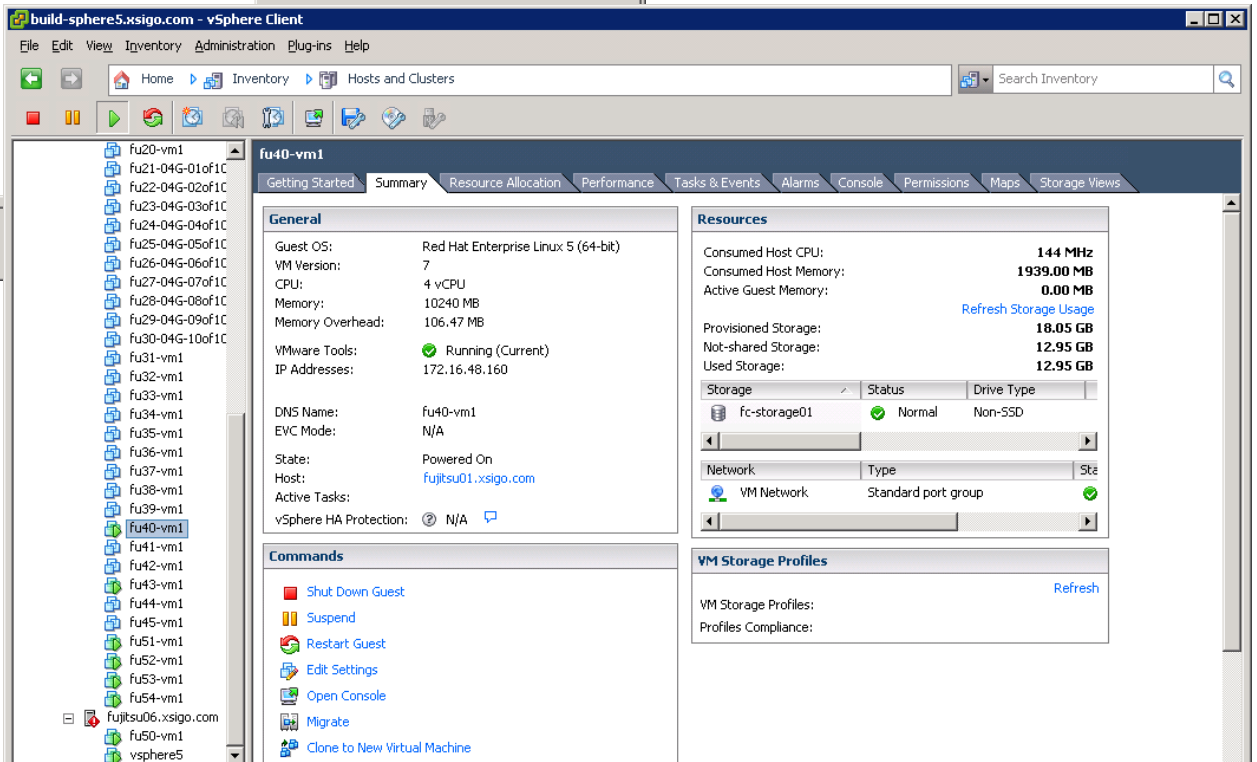 build-sphere5.xsigo.com - vSphere Client
File Edit View Inventory Administration Plug-ins Help
Home Inventory Hosts and Clusters
Search Inventory
fu20-vm1
fu21-04G-01of10
fu22-04G-02of10
fu23-04G-03of10
fu24-04G-04of10
fu25-04G-05of10
fu26-04G-06of10
fu27-04G-07of10
fu28-04G-08of10
fu29-04G-09of10
fu30-04G-10of10
fu31-vm1
fu32-vm1
fu33-vm1
fu34-vm1
fu35-vm1
fu36-vm1
fu37-vm1
fu38-vm1
fu39-vm1
fu40-vm1
fu41-vm1
fu42-vm1
fu43-vm1
fu44-vm1
fu45-vm1
fu51-vm1
fu52-vm1
fu53-vm1
fu54-vm1
fujitsu06.xsigo.com
fu50-vm1
vsphere5
fu40-vm1
Getting Started Summary Resource Allocation Performance Tasks & Events Alarms Console Permissions Maps Storage Views
General
Guest OS: Red Hat Enterprise Linux 5 (64-bit)
VM Version: 7
CPU: 4 vCPU
Memory: 10240 MB
Memory Overhead: 106.47 MB
VMware Tools: Running (Current)
IP Addresses: 172.16.48.160
DNS Name: fu40-vm1
EVC Mode: N/A
State: Powered On
Host: fujitsu01.xsigo.com
Active Tasks:
vSphere HA Protection: N/A
Commands
Shut Down Guest
Suspend
Restart Guest
Edit Settings
Open Console
Migrate
Clone to New Virtual Machine
Resources
Consumed Host CPU: 144 MHz
Consumed Host Memory: 1939.00 MB
Active Guest Memory: 0.00 MB
Refresh Storage Usage
Provisioned Storage: 18.05 GB
Not-shared Storage: 12.95 GB
Used Storage: 12.95 GB
Storage Status Drive Type
fc-storage01 Normal Non-SSD
Network Type Sta
VM Network Standard port group
VM Storage Profiles
Refresh
VM Storage Profiles:
Profiles Compliance: